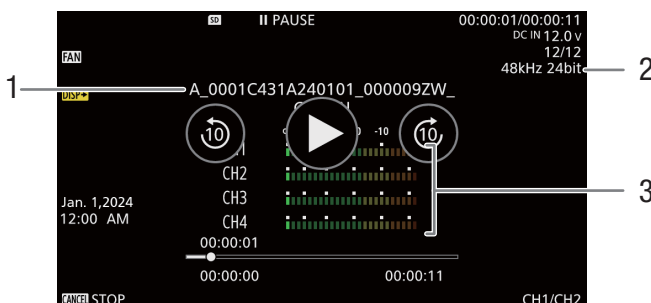 SD II PAUSE 00:00:01/00:00:11
DC IN 12.0 V
FAN 12/12
48kHz 24bit 2
1 A_0001C431A240101_000009ZW_
DISP
10 -10 10
CH2
3
Jan. 1,2024 CH3
12:00 AM CH4
00:00:01
00:00:00 00:00:11
CANCEL STOP CH1/CH2